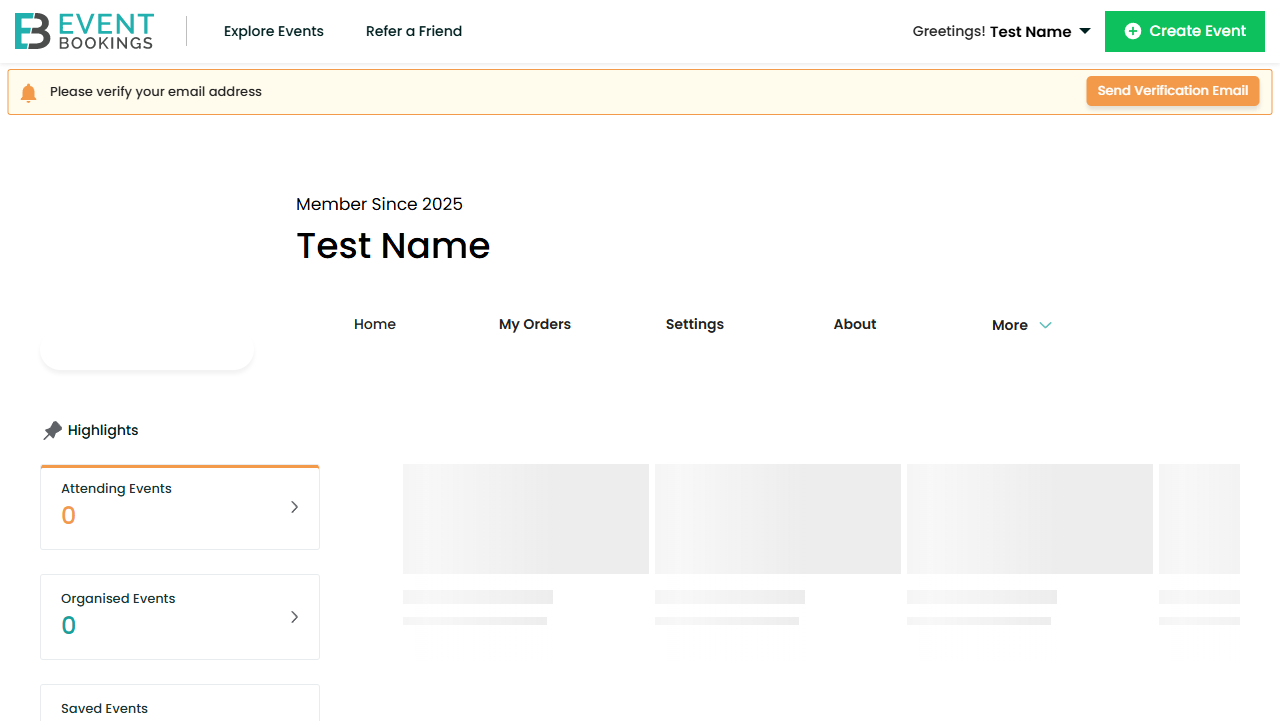 EVENT
BOOKINGS
Explore Events
Refer a Friend
Greetings! Test Name
Create Event
Please verify your email address
Send Verification Email
Member Since 2025
Test Name
Home
My Orders
Settings
About
More
Highlights
Attending Events
0
Organised Events
0
Saved Events